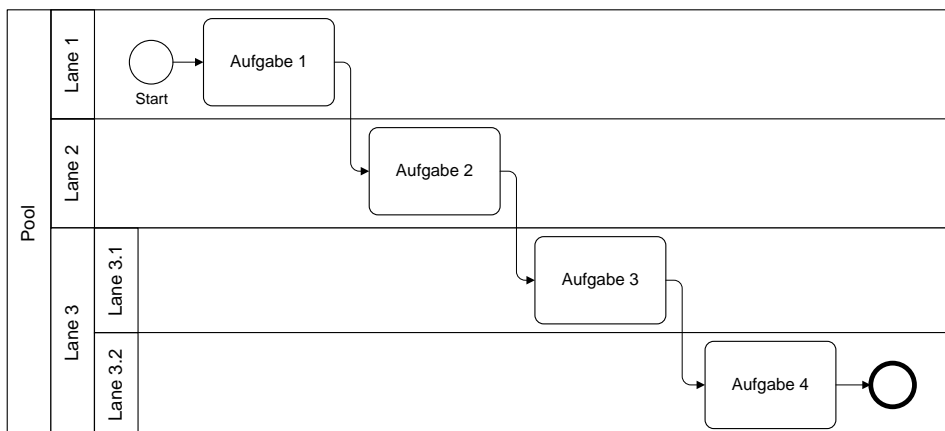 Pool
Lane 1
Start
Aufgabe 1
Lane 2
Aufgabe 2
Lane 3
Lane 3.1
Aufgabe 3
Lane 3.2
Aufgabe 4